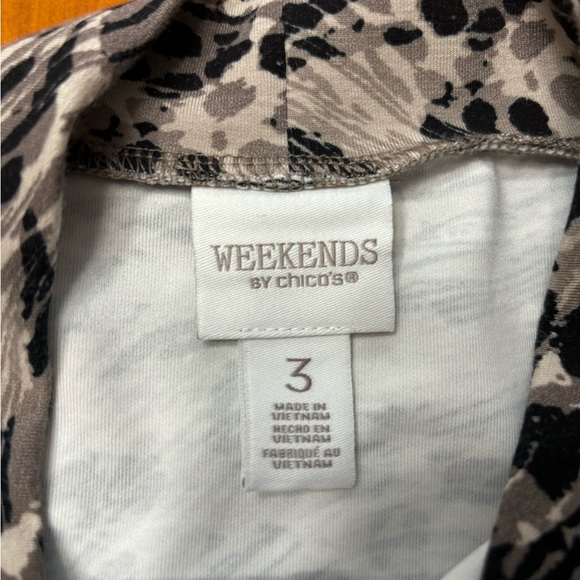 WEEKENDS
BY chico's®
3
MADE IN
VIETNAM
HECHO EN
VIETNAM
FABRIQUÉ AU
VIETNAM